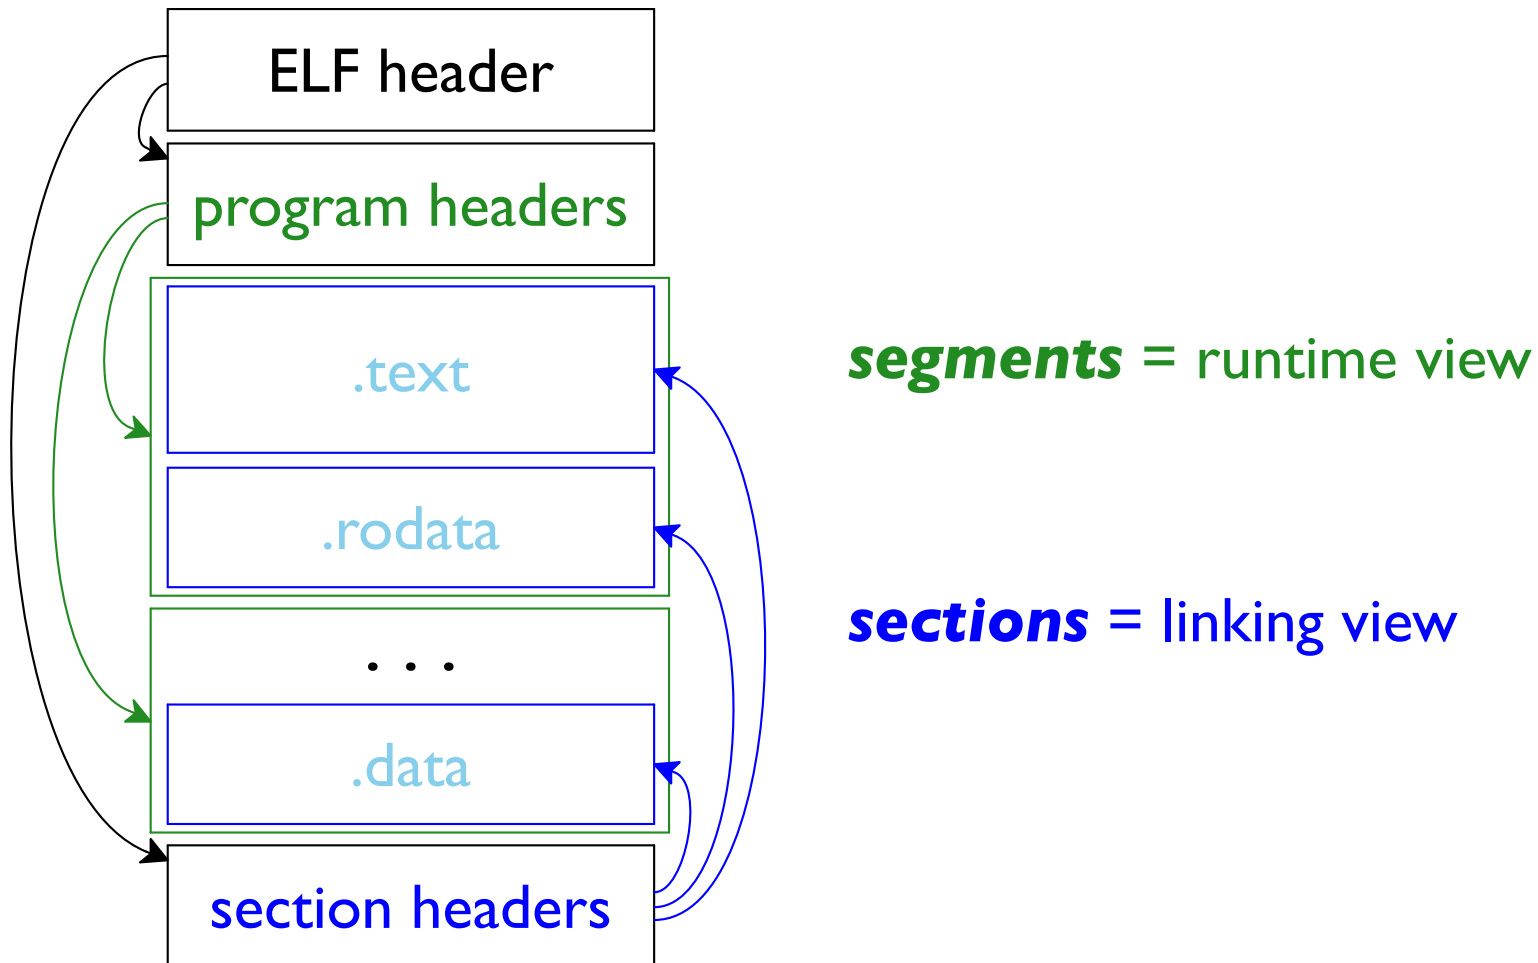 ELF header
program headers
.text
.rodata
. . .
.data
section headers
segments = runtime view
sections = linking view